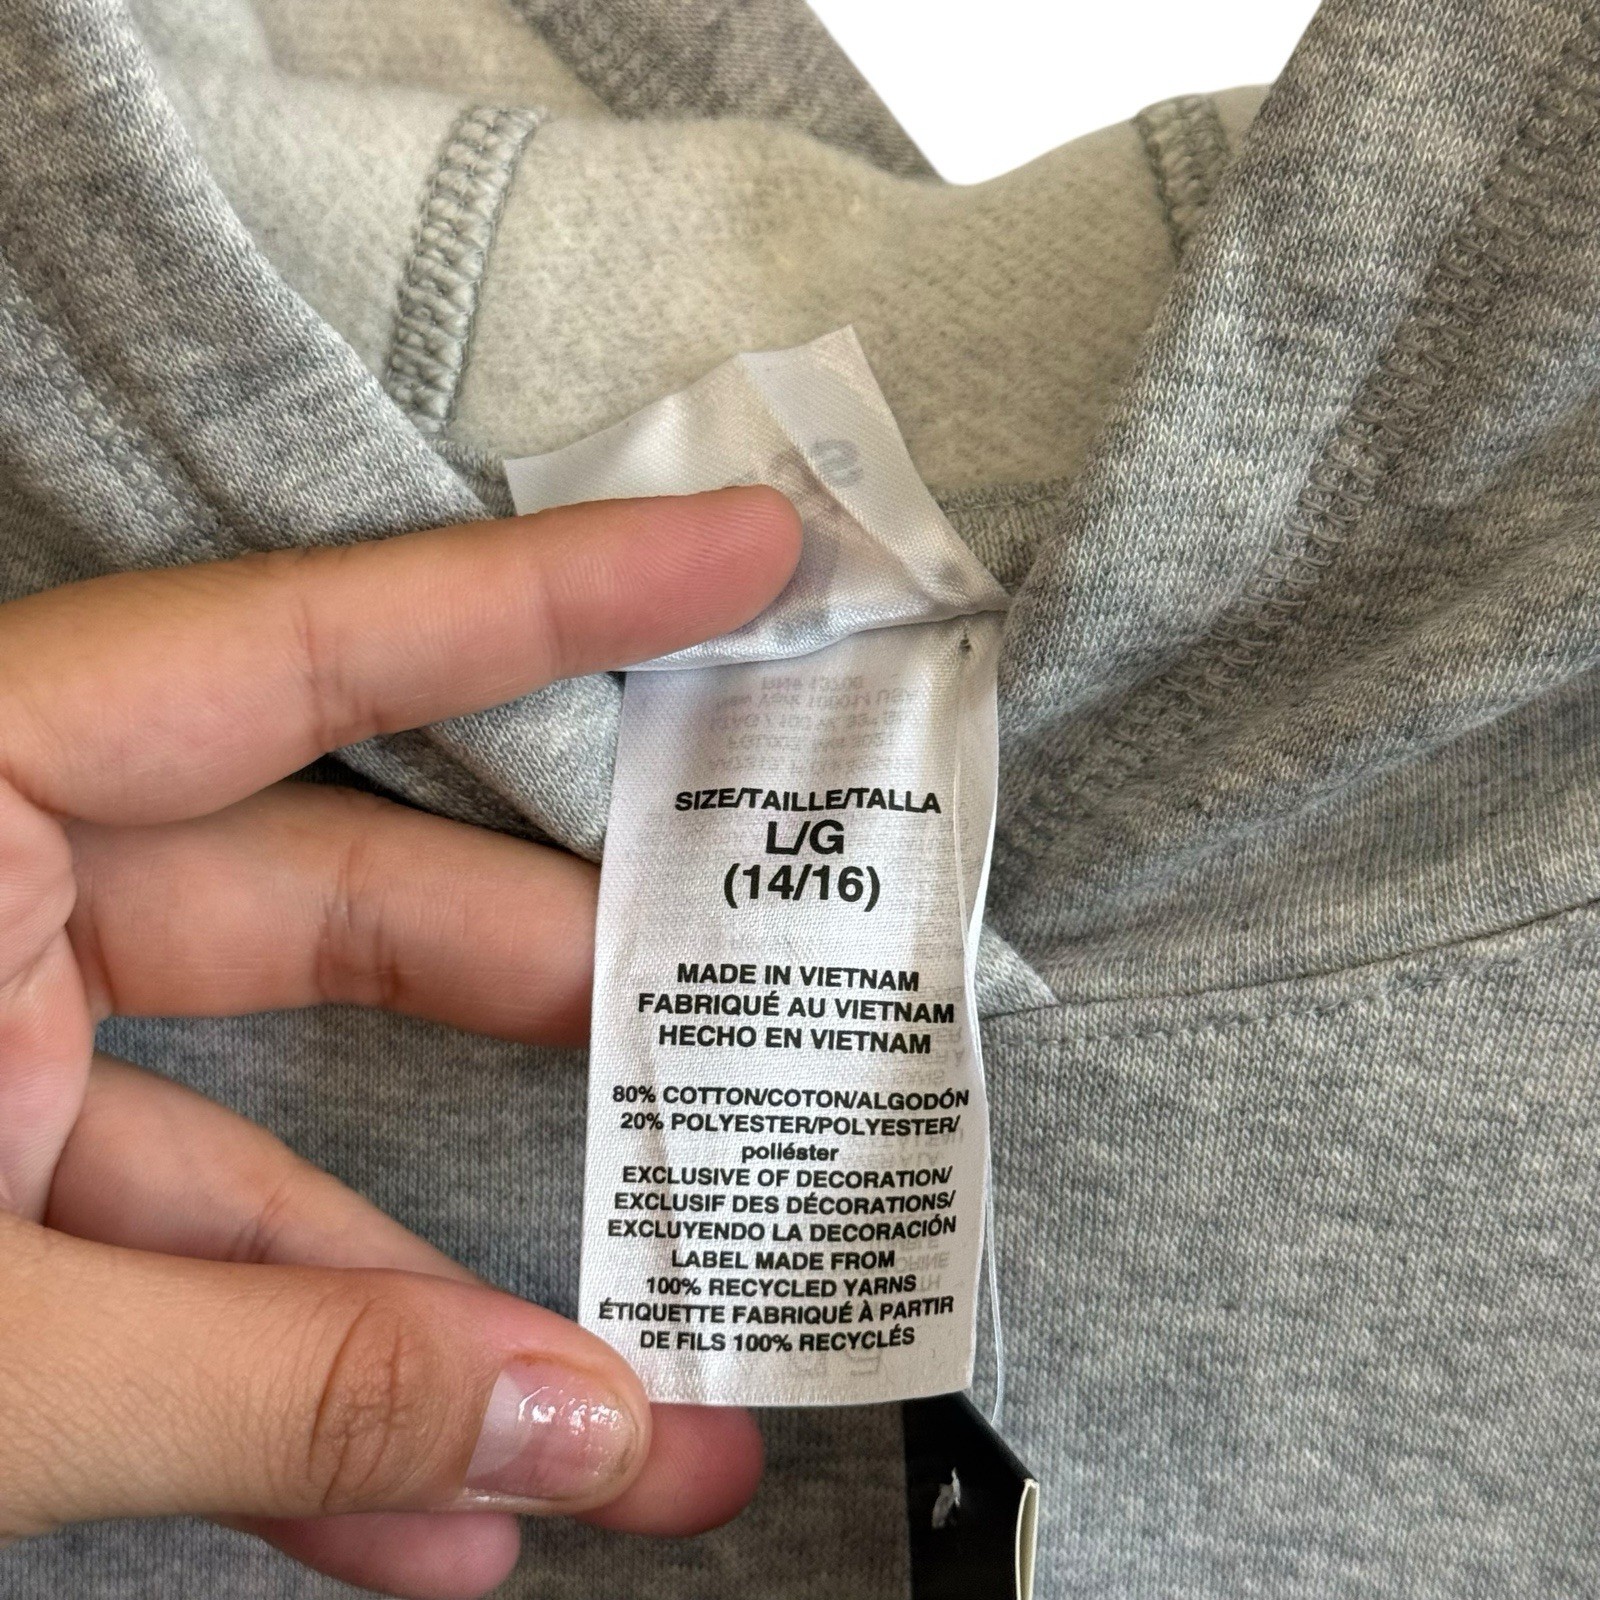 SIZE/TAILLE/TALLA
L/G
(14/16)
MADE IN VIETNAM
FABRIQUÉ AU VIETNAM
HECHO EN VIETNAM
80% COTTON/COTON/ALGODÓN
20% POLYESTER/POLYESTER/
poliéster
EXCLUSIVE OF DECORATION/
EXCLUSIF DES DÉCORATIONS/
EXCLUYENDO LA DECORACIÓN
LABEL MADE FROM
100% RECYCLED YARNS
ÉTIQUETTE FABRIQUÉ À PARTIR
DE FILS 100% RECYCLÉS